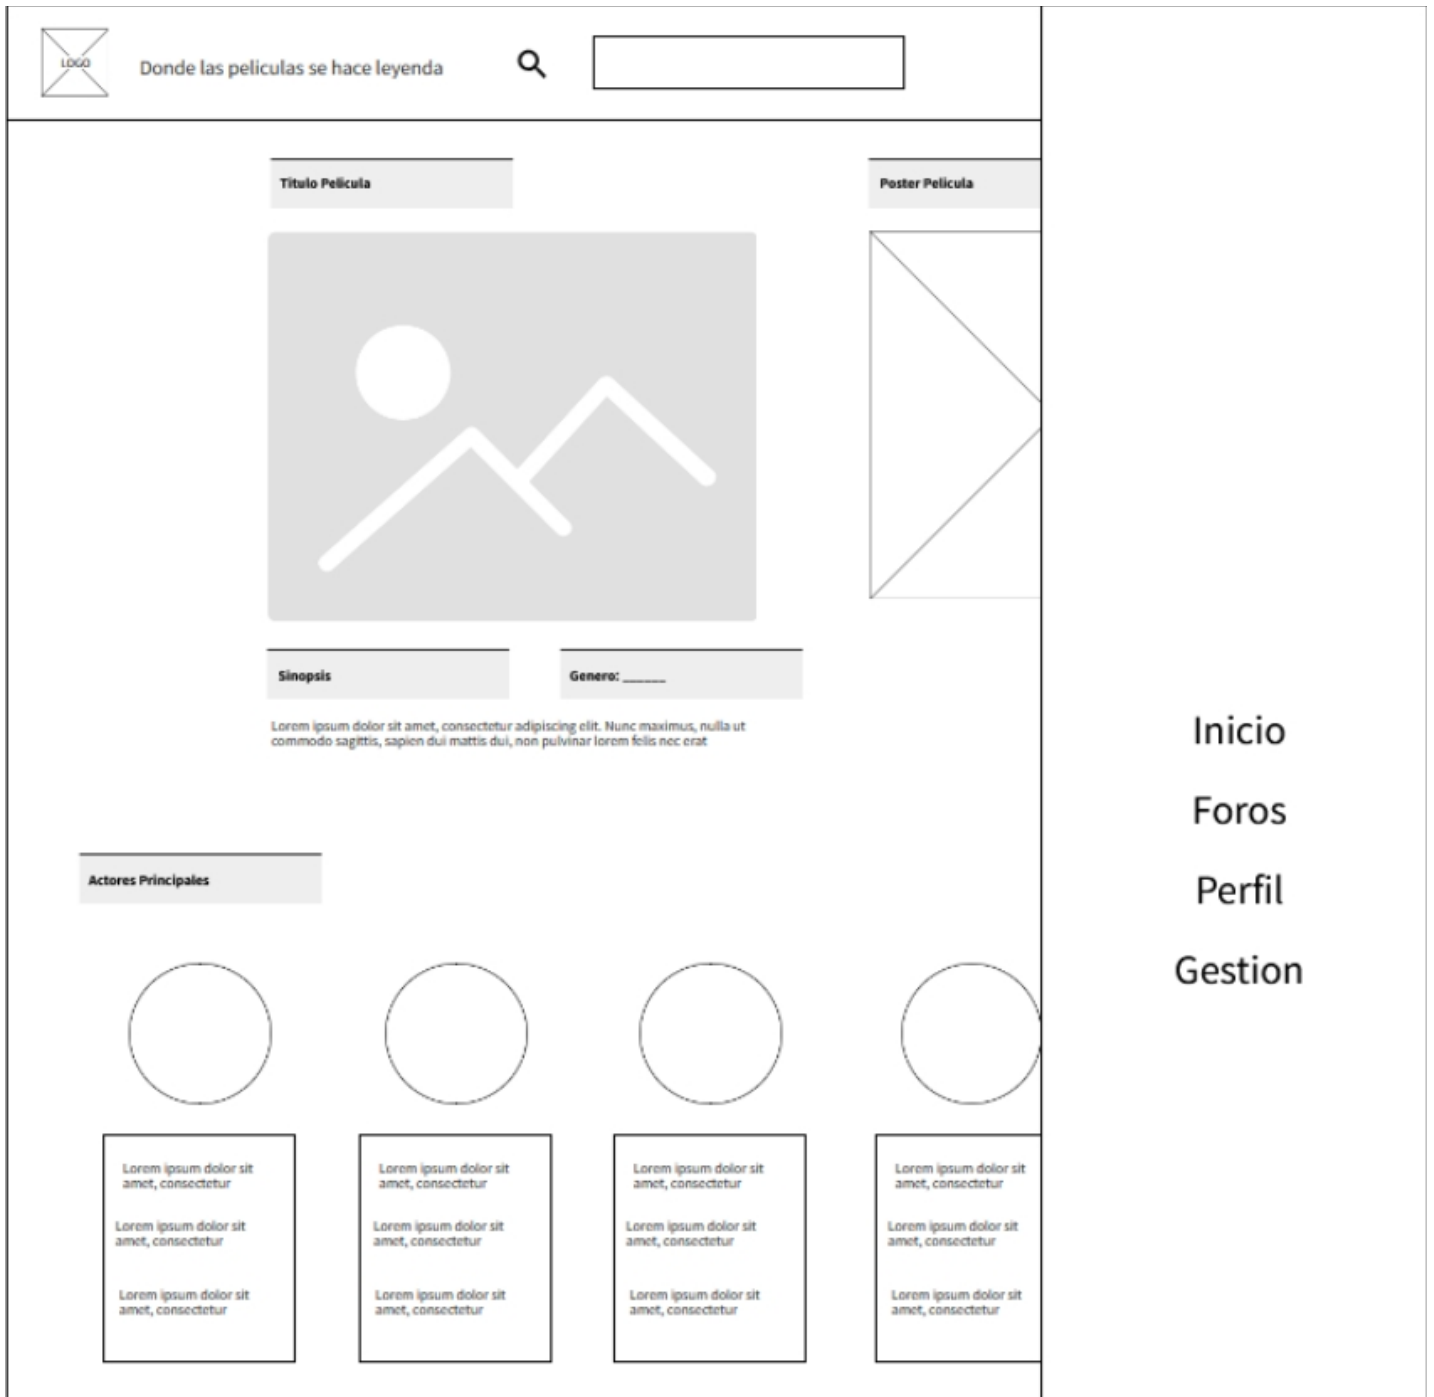 LOGO
Donde las peliculas se hace leyenda
Titulo Pelicula
Poster Pelicula
Sinopsis
Genero: ______
Lorem ipsum dolor sit amet, consectetur adipiscing elit. Nunc maximus, nulla ut
commodo sagittis, sapien dui mattis dui, non pulvinar lorem felis nec erat
Actores Principales
Lorem ipsum dolor sit
amet, consectetur
Lorem ipsum dolor sit
amet, consectetur
Lorem ipsum dolor sit
amet, consectetur
Lorem ipsum dolor sit
amet, consectetur
Lorem ipsum dolor sit
amet, consectetur
Lorem ipsum dolor sit
amet, consectetur
Lorem ipsum dolor sit
amet, consectetur
Lorem ipsum dolor sit
amet, consectetur
Lorem ipsum dolor sit
amet, consectetur
Lorem ipsum dolor sit
amet, consectetur
Lorem ipsum dolor sit
amet, consectetur
Lorem ipsum dolor sit
amet, consectetur
Inicio
Foros
Perfil
Gestion